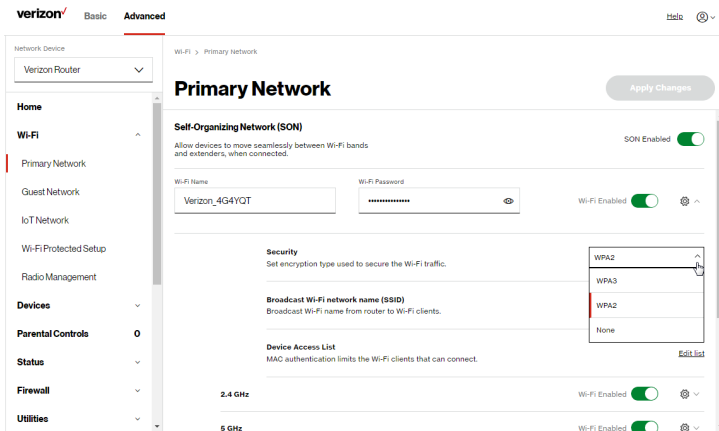 verizon Basic Advanced Help
Network Device
Verizon Router
Home
Wi-Fi
Primary Network
Guest Network
IoT Network
Wi-Fi Protected Setup
Radio Management
Devices
Parental Controls 0
Status
Firewall
Utilities
Wi-Fi > Primary Network
Primary Network
Apply Changes
Self-Organizing Network (SON)
Allow devices to move seamlessly between Wi-Fi bands
and extenders, when connected.
SON Enabled
Wi-Fi Name
Verizon_4G4YQT
Wi-Fi Password
•••••••••••••••
Wi-Fi Enabled
Security
Set encryption type used to secure the Wi-Fi traffic.
WPA2
WPA3
WPA2
None
Broadcast Wi-Fi network name (SSID)
Broadcast Wi-Fi name from router to Wi-Fi clients.
Device Access List
MAC authentication limits the Wi-Fi clients that can connect.
Edit list
2.4 GHz Wi-Fi Enabled
5 GHz Wi-Fi Enabled